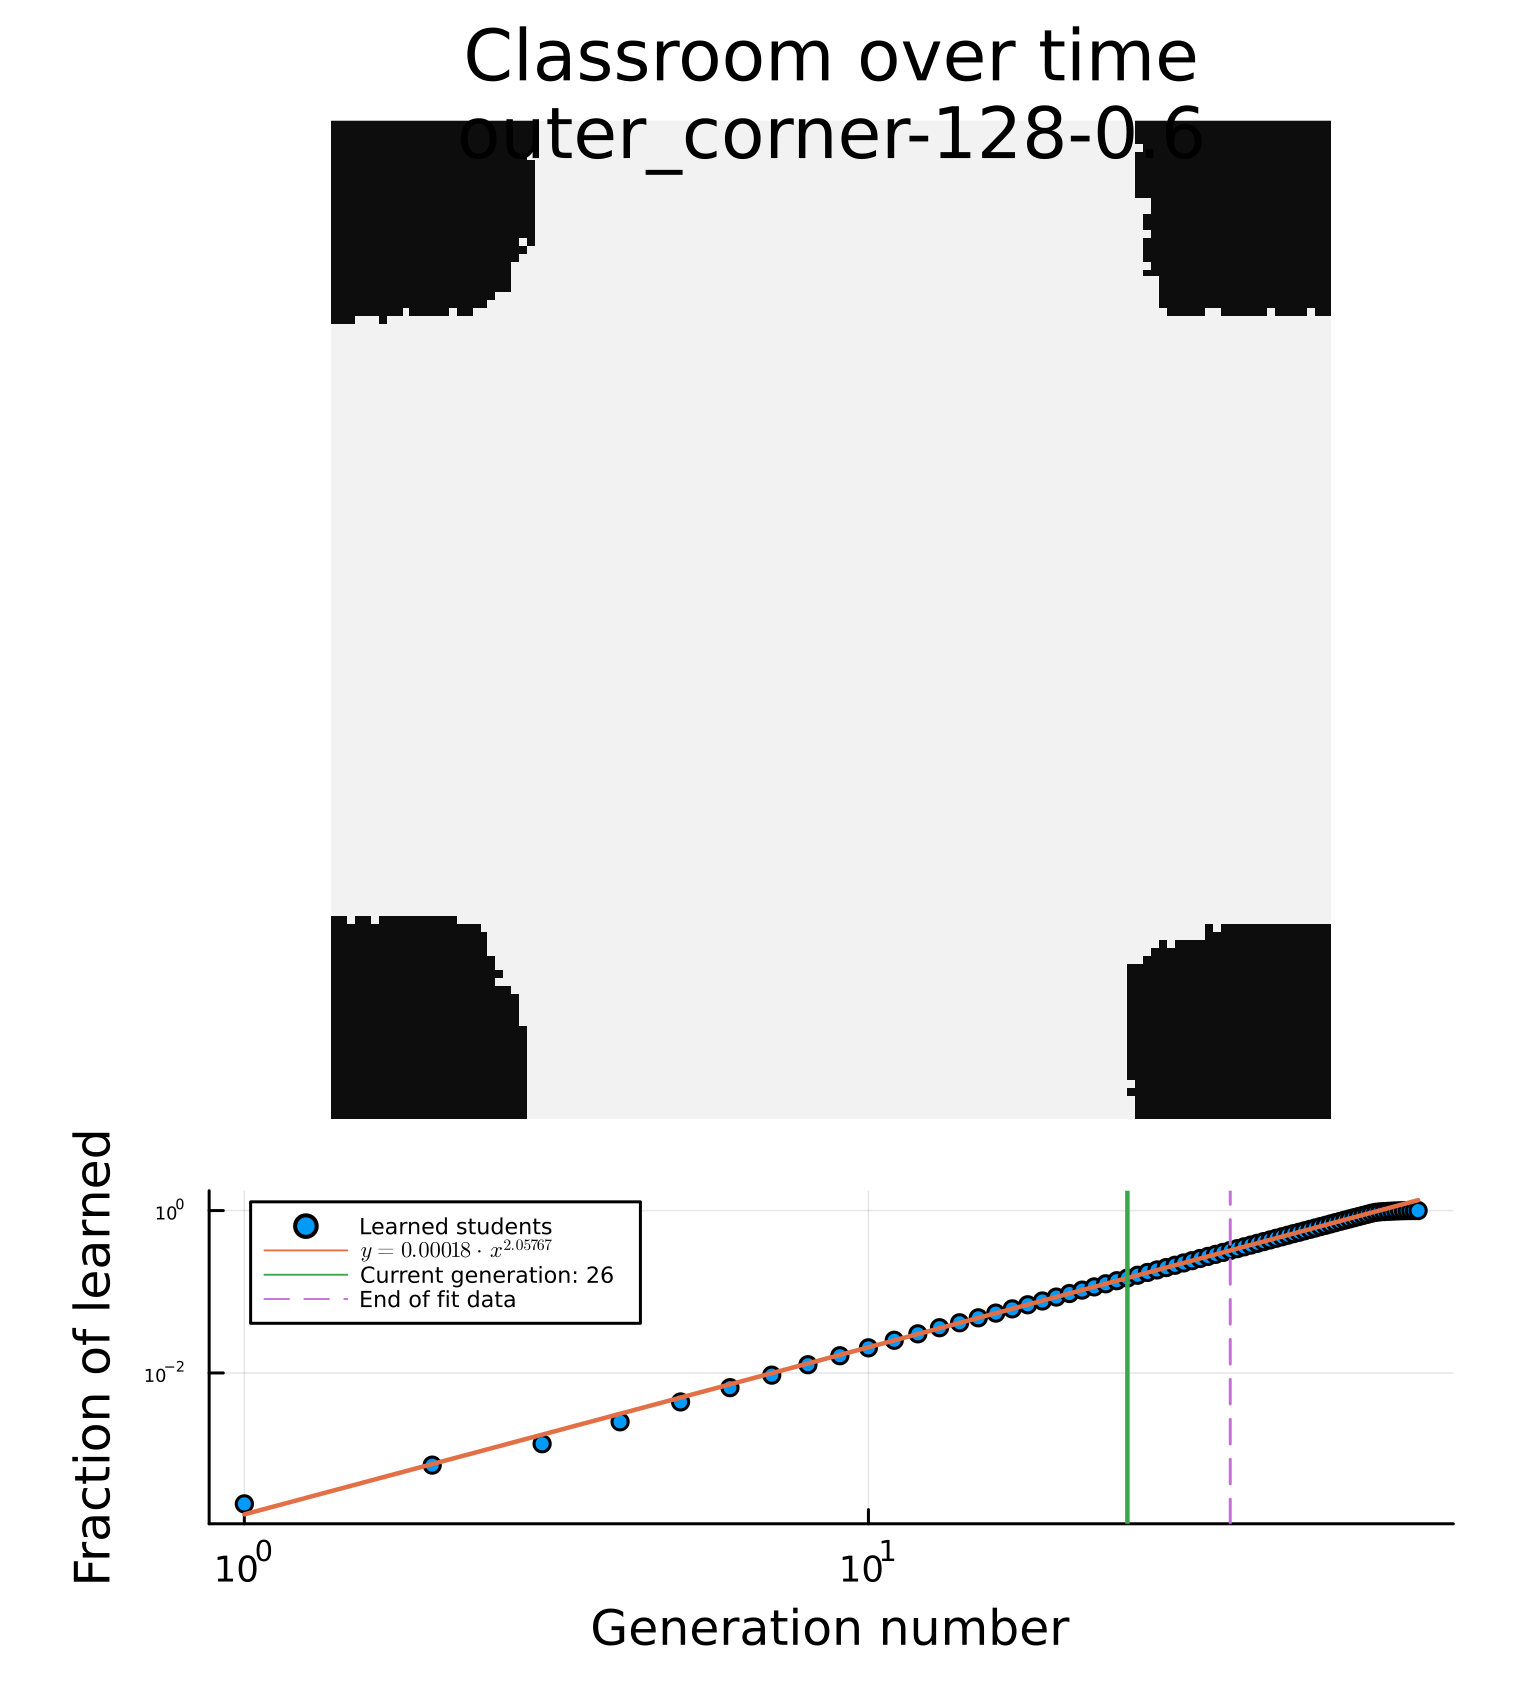 Classroom over time
outer_corner-128-0.6
Fraction of learned
10⁰
10⁻²
Learned students
y = 0.00018 · x^2.05767
Current generation: 26
End of fit data
10⁰
10¹
Generation number